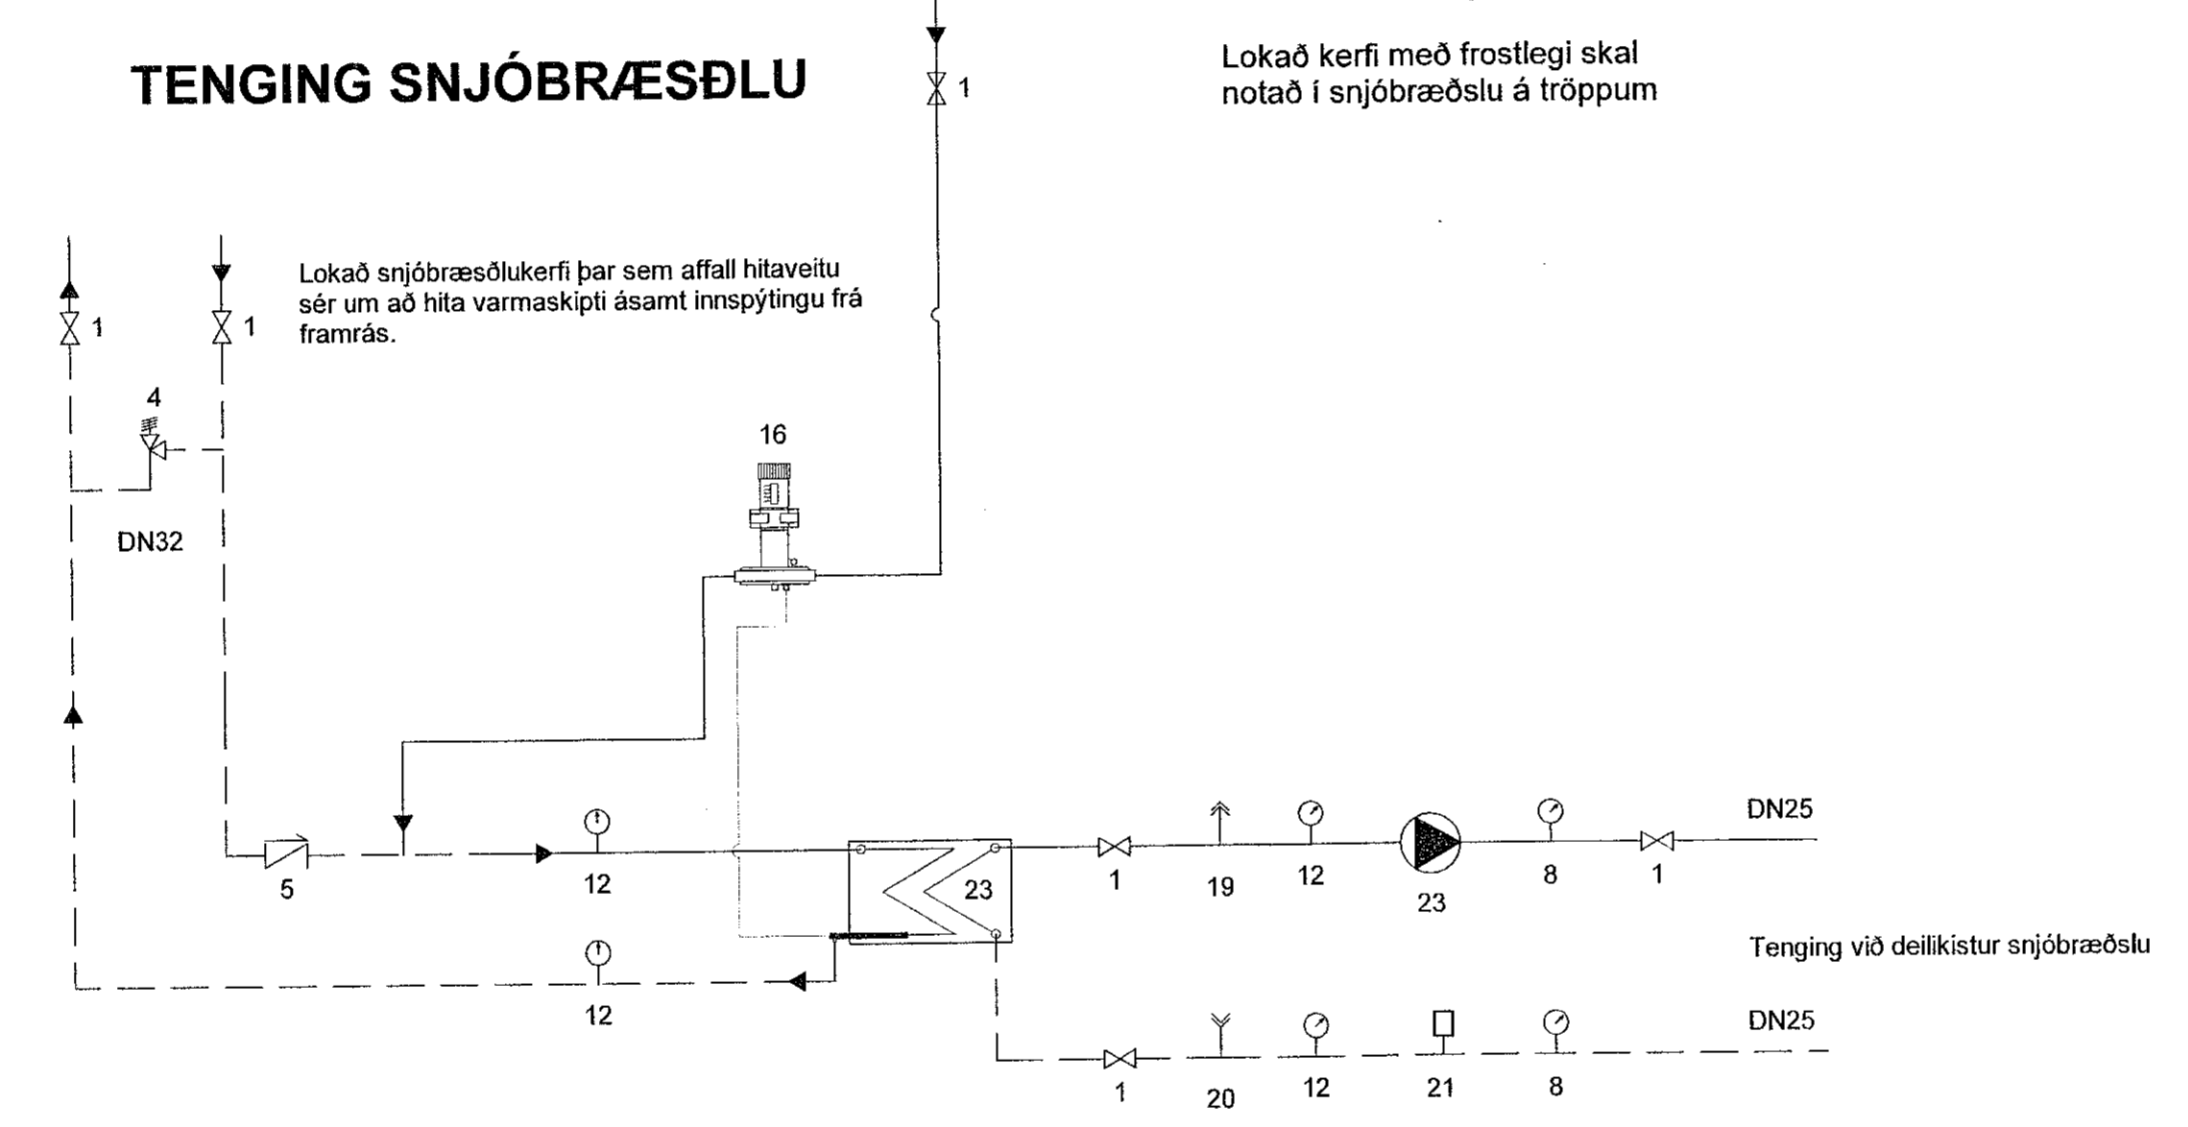 TENGING SNJÓBRÆSÐLU
Lokað kerfi með frostlegi skal
notað í snjóbræðslu á tröppum
1
Lokað snjóbræsðlukerfi þar sem affall hitaveitu
sér um að hita varmaskipti ásamt innspýtingu frá
framrás.
1
1
4
16
DN32
DN25
5
12
23
1
19
12
23
8
1
Tenging við deilikistur snjóbræðslu
12
DN25
1
20
12
21
8